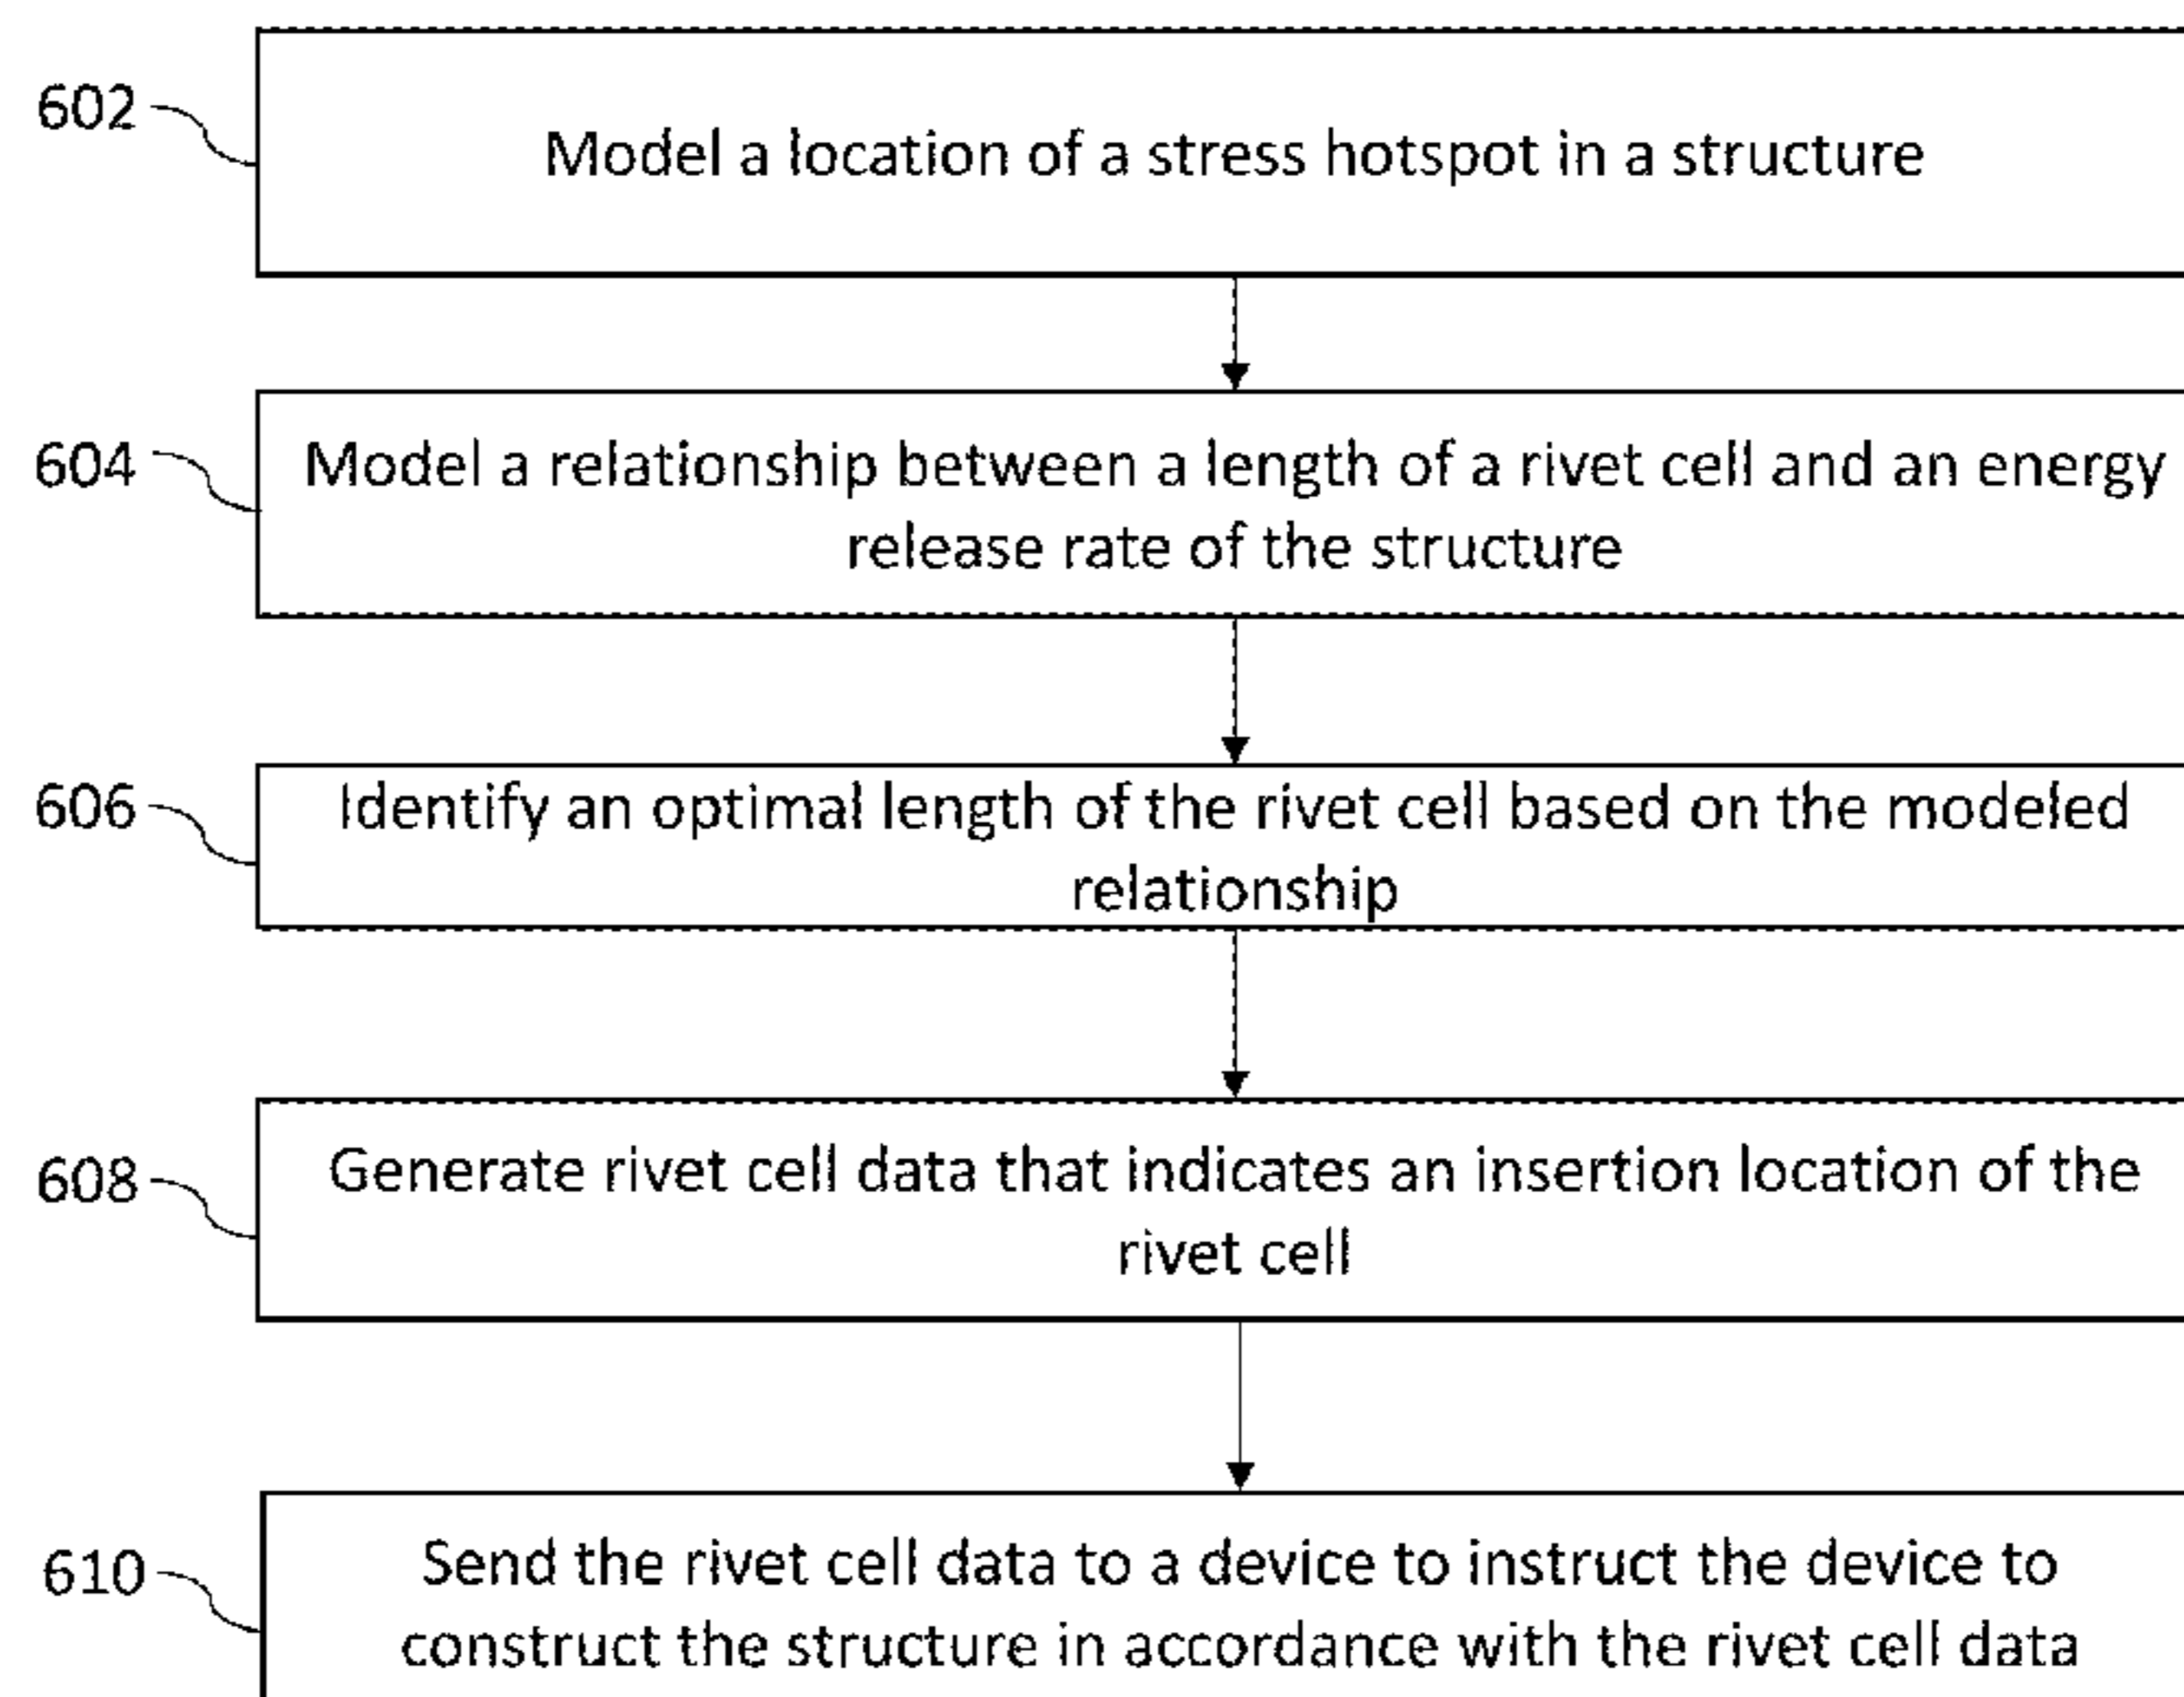 602
Model a location of a stress hotspot in a structure
604
Model a relationship between a length of a rivet cell and an energy
release rate of the structure
606
Identify an optimal length of the rivet cell based on the modeled
relationship
608
Generate rivet cell data that indicates an insertion location of the
rivet cell
610
Send the rivet cell data to a device to instruct the device to
construct the structure in accordance with the rivet cell data